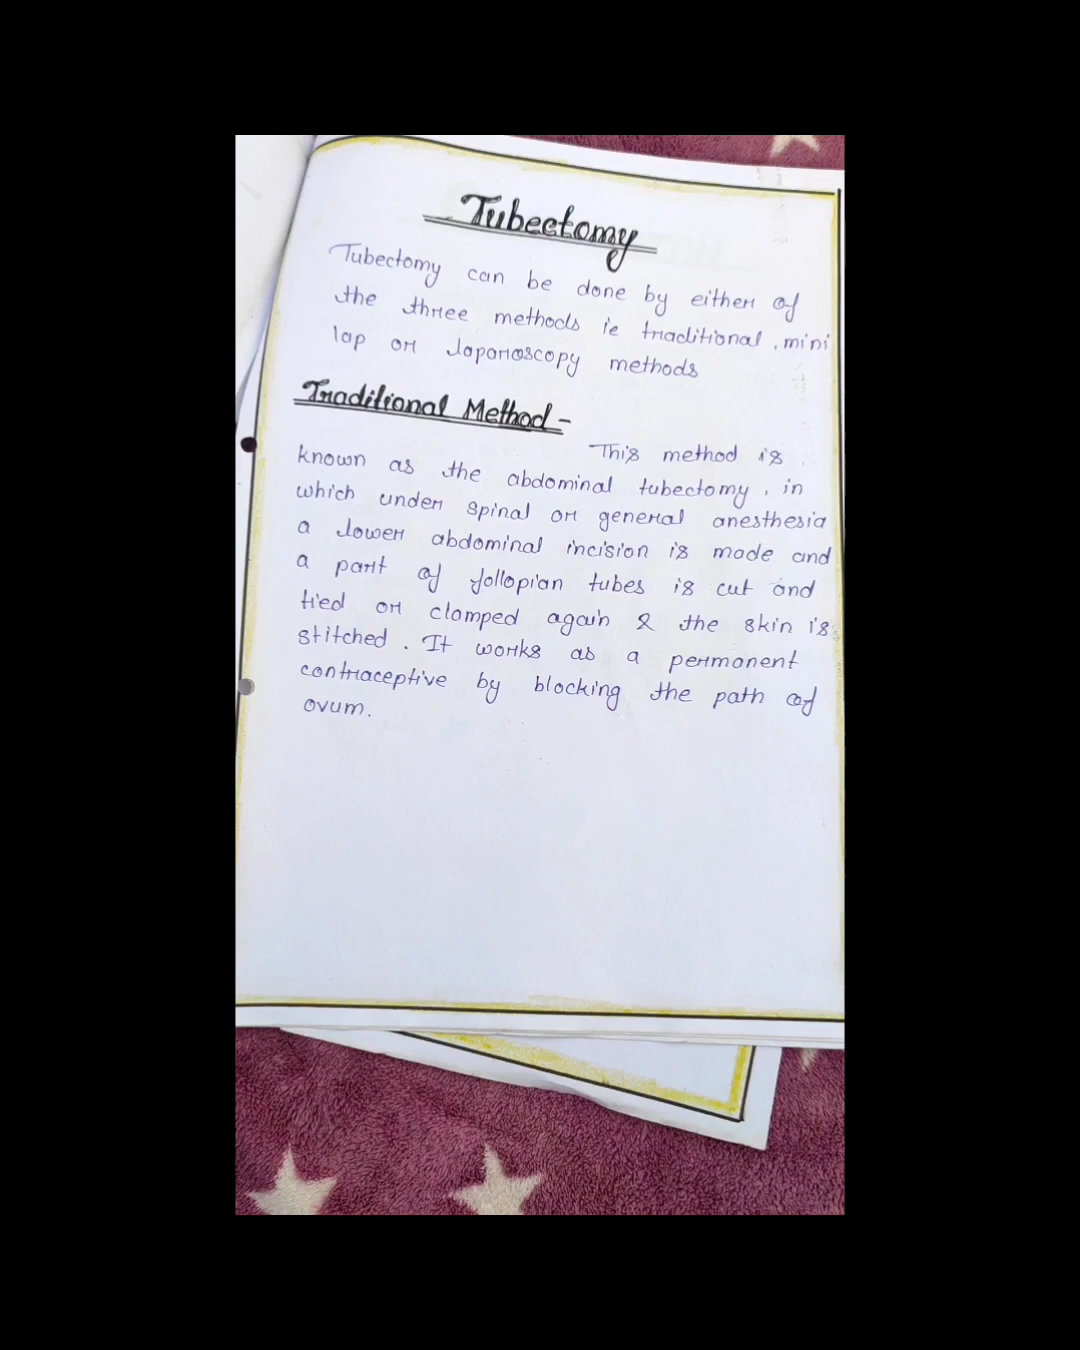 Tubectomy
Tubectomy can be done by either of
the three methods ie traditional, mini
lap or laparoscopy methods
Traditional Method -
This method is
known as the abdominal tubectomy, in
which under spinal or general anesthesia
a lower abdominal incision is made and
a part of fallopian tubes is cut and
tied or clamped again & the skin is
stitched. It works as a permanent
contraceptive by blocking the path of
ovum.